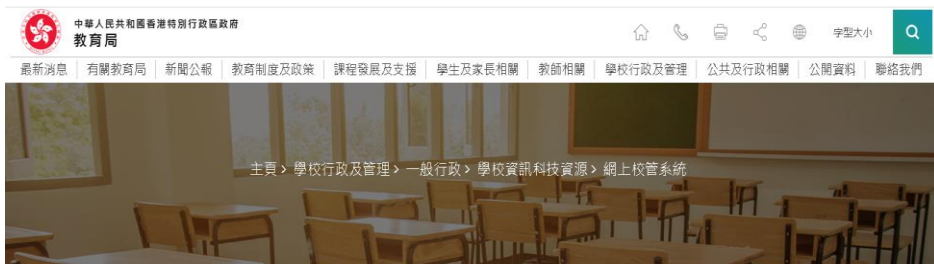 中華人民共和國香港特別行政區政府
教育局
字型大小
最新消息 有關教育局 新聞公報 教育制度及政策 課程發展及支援 學生及家長相關 教師相關 學校行政及管理 公共及行政相關 公開資料 聯絡我們
主頁 > 學校行政及管理 > 一般行政 > 學校資訊科技資源 > 網上校管系統